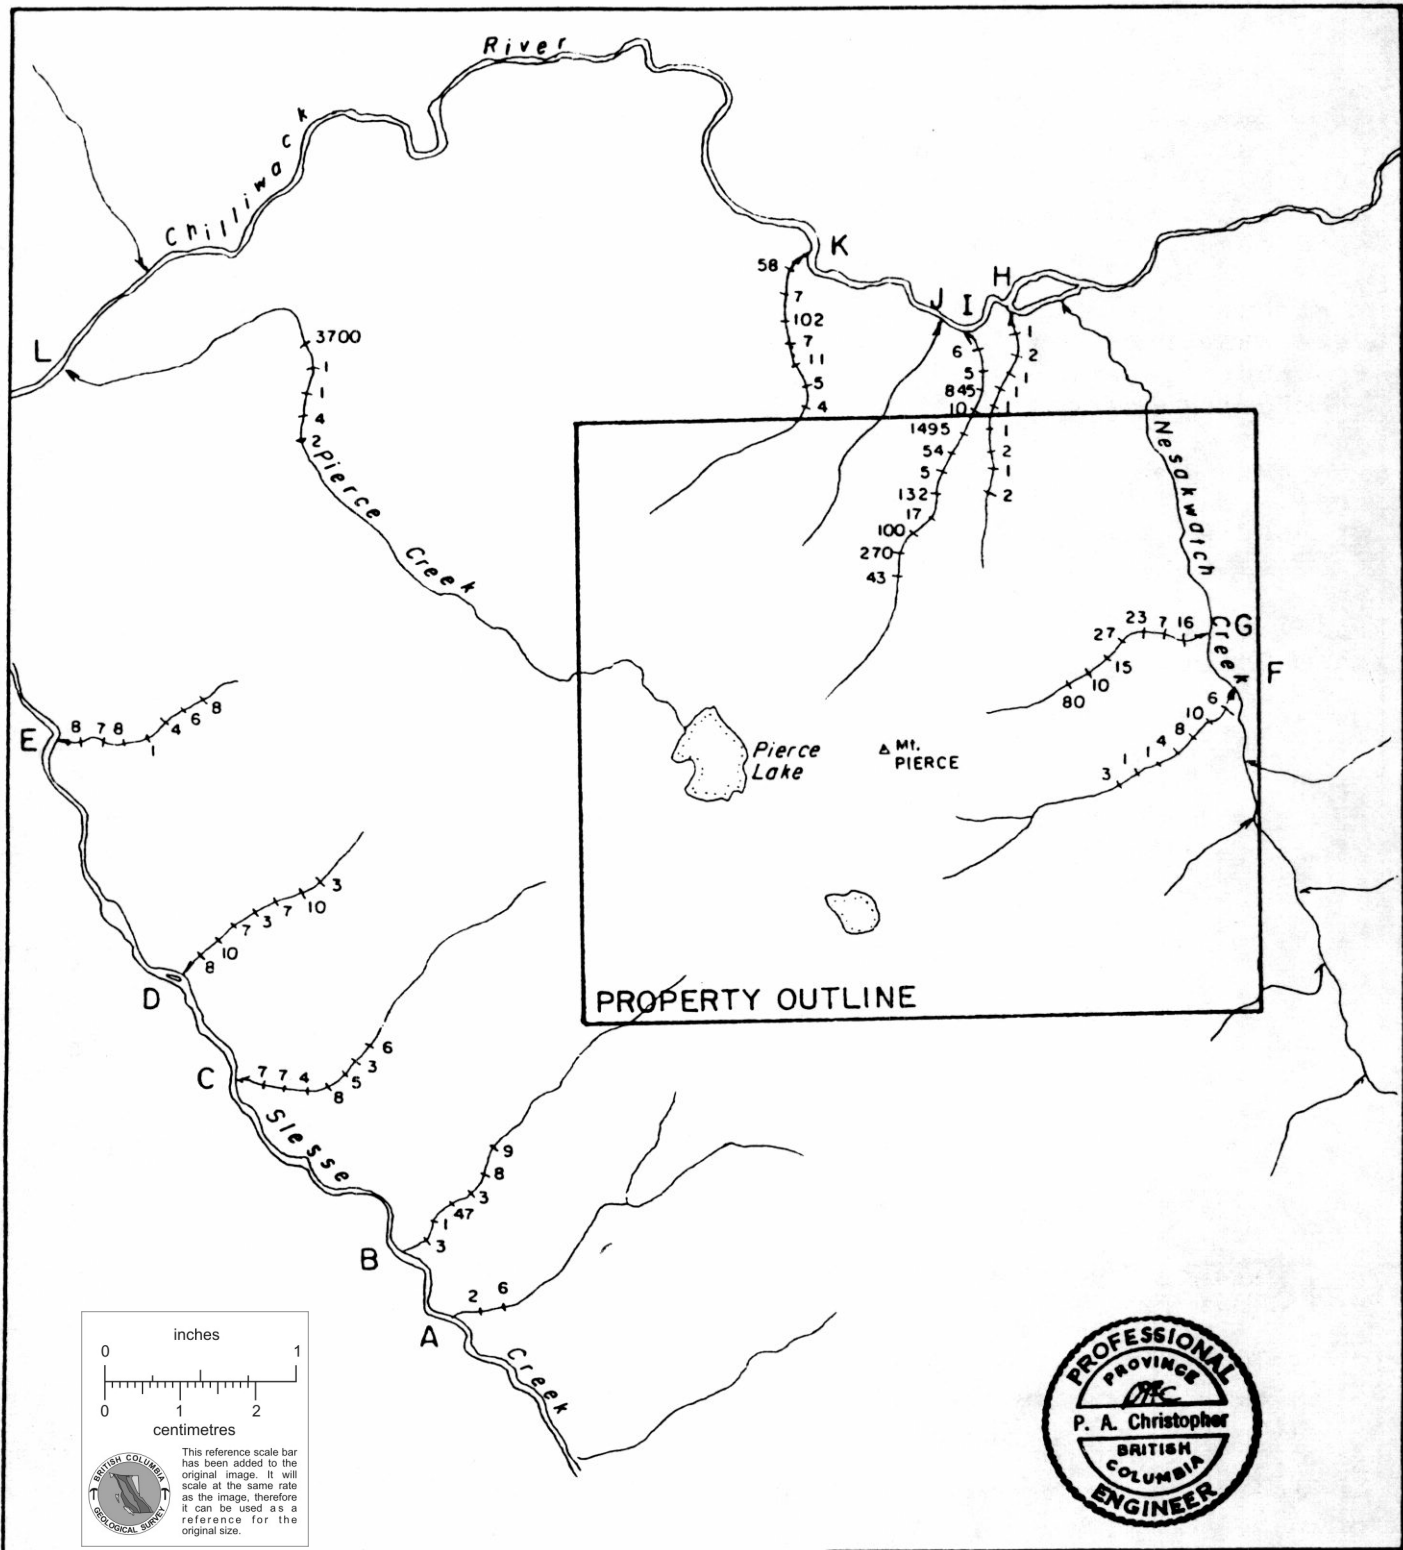 River
Chilliwack
K
58
7
102
7
11
5
4
H
I
J
1
2
1
1
1
1
2
1
2
6
5
845
10
1495
54
5
132
17
100
270
43
L
3700
1
1
4
2
Pierce
Creek
Nesakwatch
Creek
G
23 7 16
27
15
10
80
F
6
10
8
4
1
1
3
Pierce
Lake
Mt.
PIERCE
E
8 7 8
1
4
6
8
3
10
7
3
7
10
8
D
PROPERTY OUTLINE
C
7 7 4
8
5
3
6
Slesse
9
8
3
47
1
3
B
2 6
A
Creek
inches
0 1
0 1 2
centimetres
This reference scale bar
has been added to the
original image. It will
scale at the same rate
as the image, therefore
it can be used as a
reference for the
original size.
BRITISH COLUMBIA
GEOLOGICAL SURVEY
PROFESSIONAL
PROVINCE
P. A. Christopher
BRITISH
COLUMBIA
ENGINEER